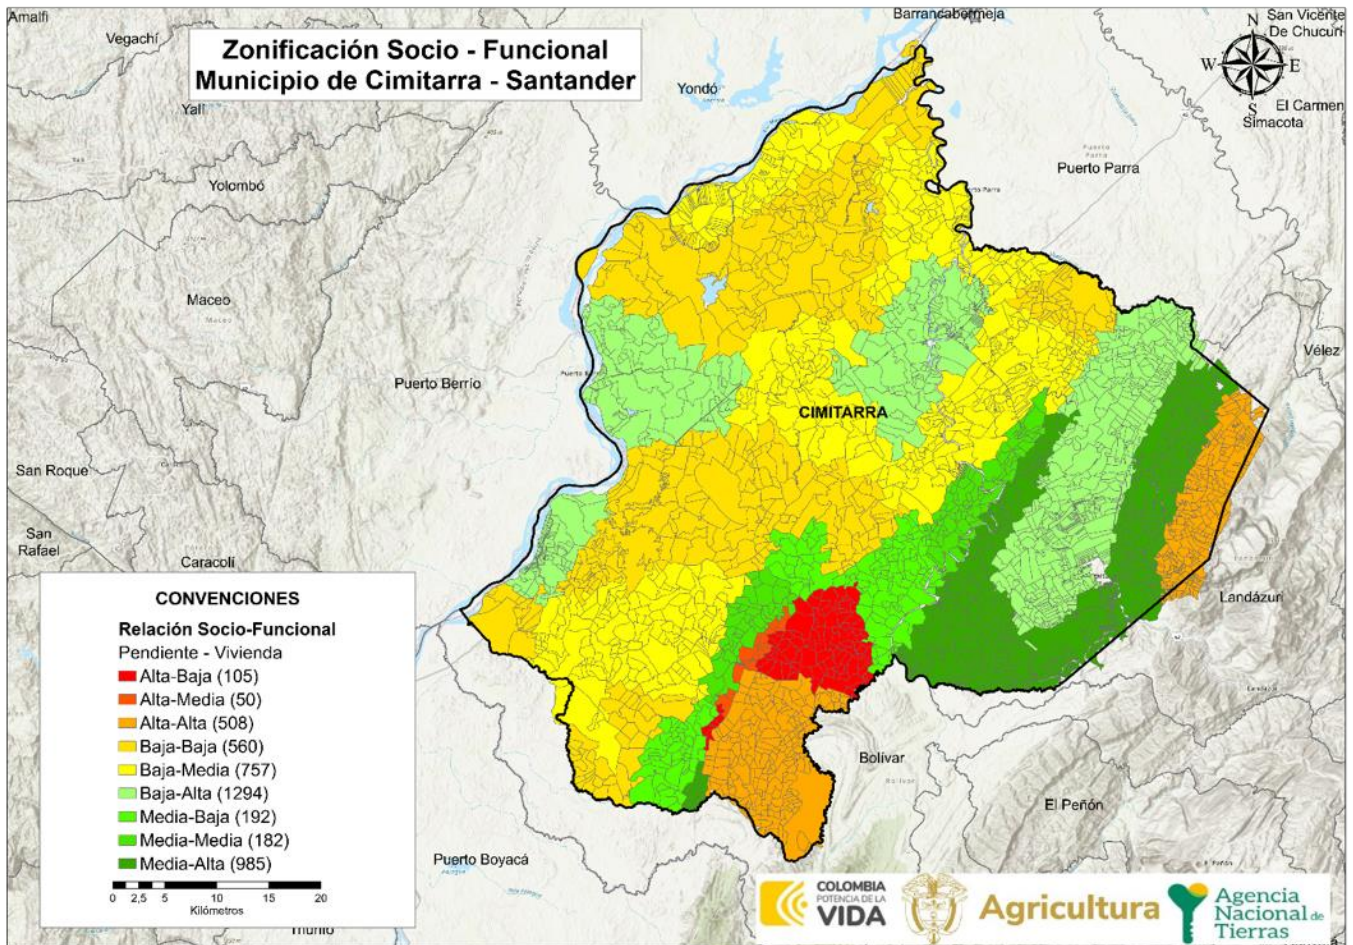 Amalfi
Barrancabermeja
San Vicente
De Chucurí
Vegachí
Zonificación Socio - Funcional
Municipio de Cimitarra - Santander
N
W
E
S
Yondó
Yalí
El Carmen
Simacota
Puerto Parra
Puerto Parra
Yolombó
Maceo
Maceo
Vélez
Puerto Berrío
CIMITARRA
San Roque
San
Rafael
Caracolí
Landázuri
CONVENCIONES
Relación Socio-Funcional
Pendiente - Vivienda
Alta-Baja (105)
Alta-Media (50)
Alta-Alta (508)
Baja-Baja (560)
Baja-Media (757)
Baja-Alta (1294)
Media-Baja (192)
Media-Media (182)
Media-Alta (985)
0 2,5 5 10 15 20
Kilómetros
Bolívar
Bolívar
El Peñón
Puerto Boyacá
COLOMBIA
POTENCIA DE LA
VIDA
Agricultura
Agencia
Nacional de
Tierras